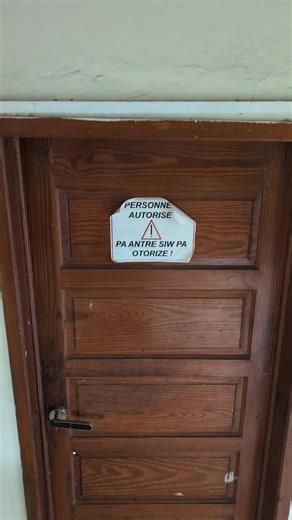 PERSONNE
AUTORISE
!
PA ANTRE SIW PA
OTORIZE !